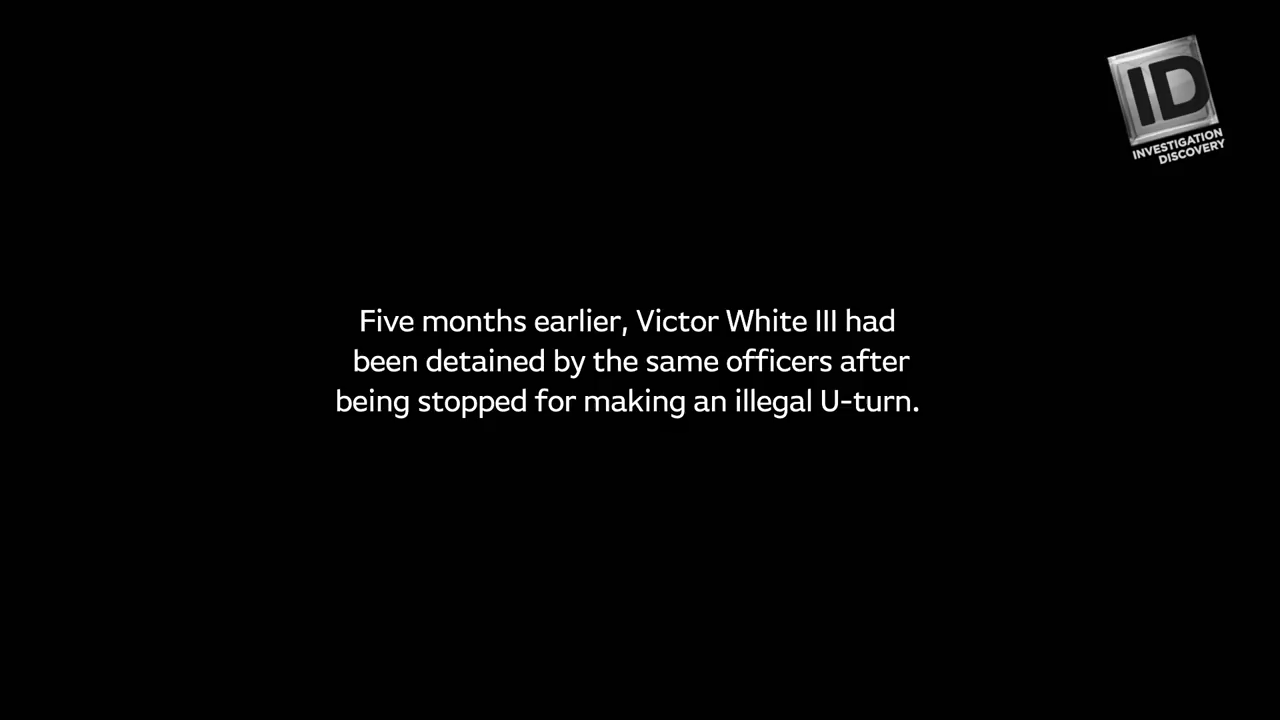 ID
INVESTIGATION
DISCOVERY
Five months earlier, Victor White III had
been detained by the same officers after
being stopped for making an illegal U-turn.